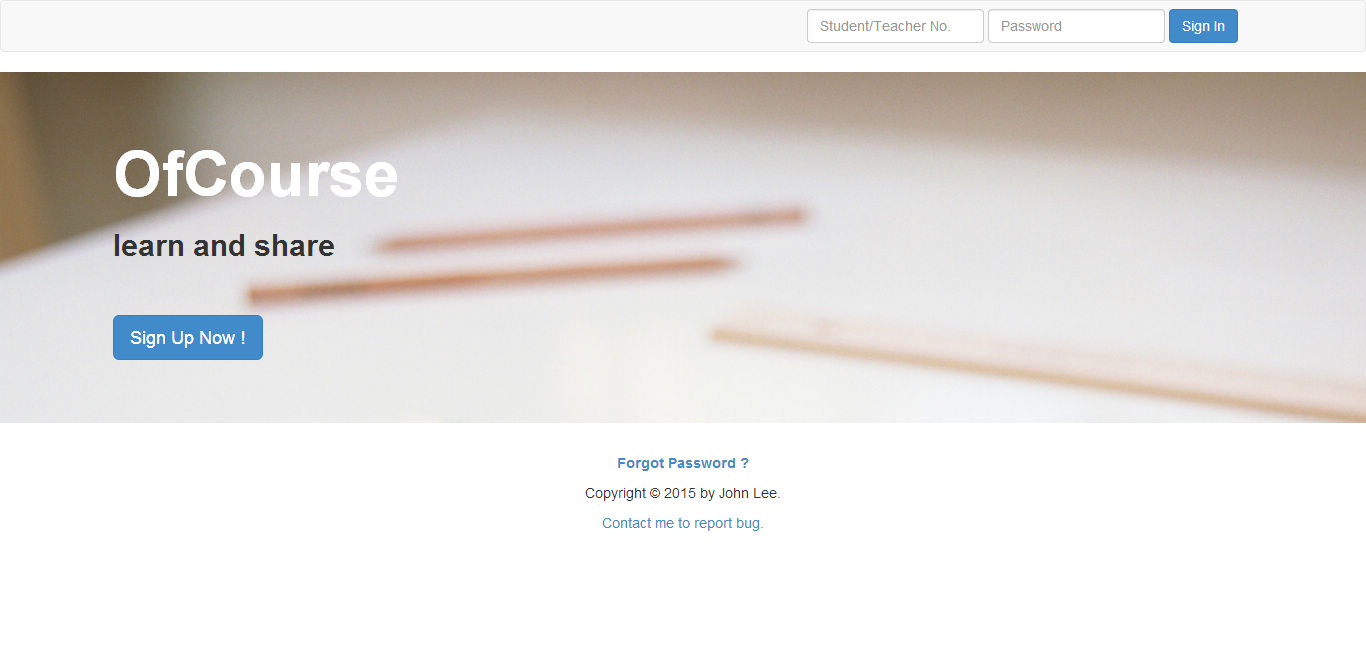 Student/Teacher No. Password Sign In
OfCourse
learn and share
Sign Up Now !
Forgot Password ?
Copyright © 2015 by John Lee.
Contact me to report bug.